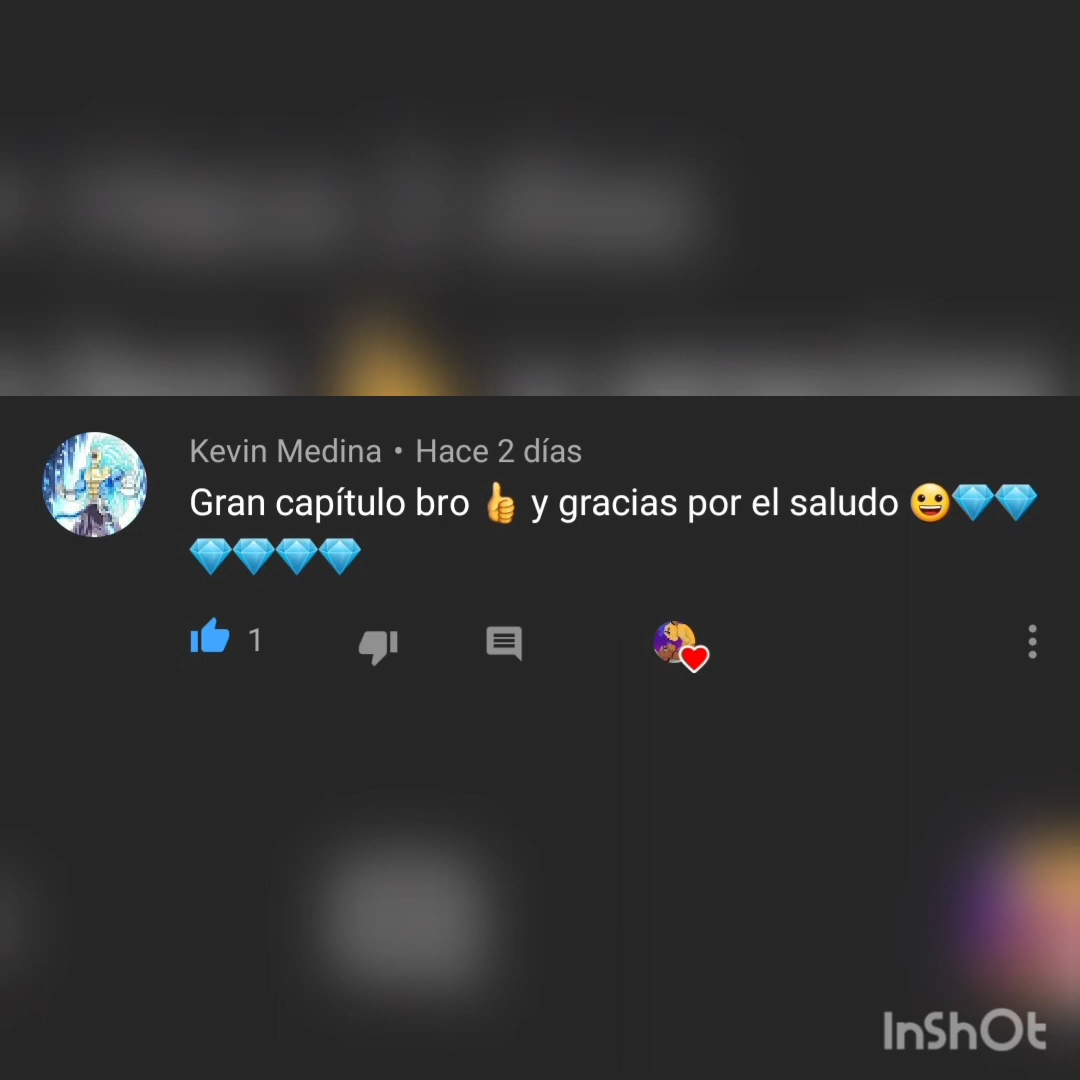 Kevin Medina • Hace 2 días
Gran capítulo bro 👍 y gracias por el saludo 😀💎💎
💎💎💎💎
1
InShOt